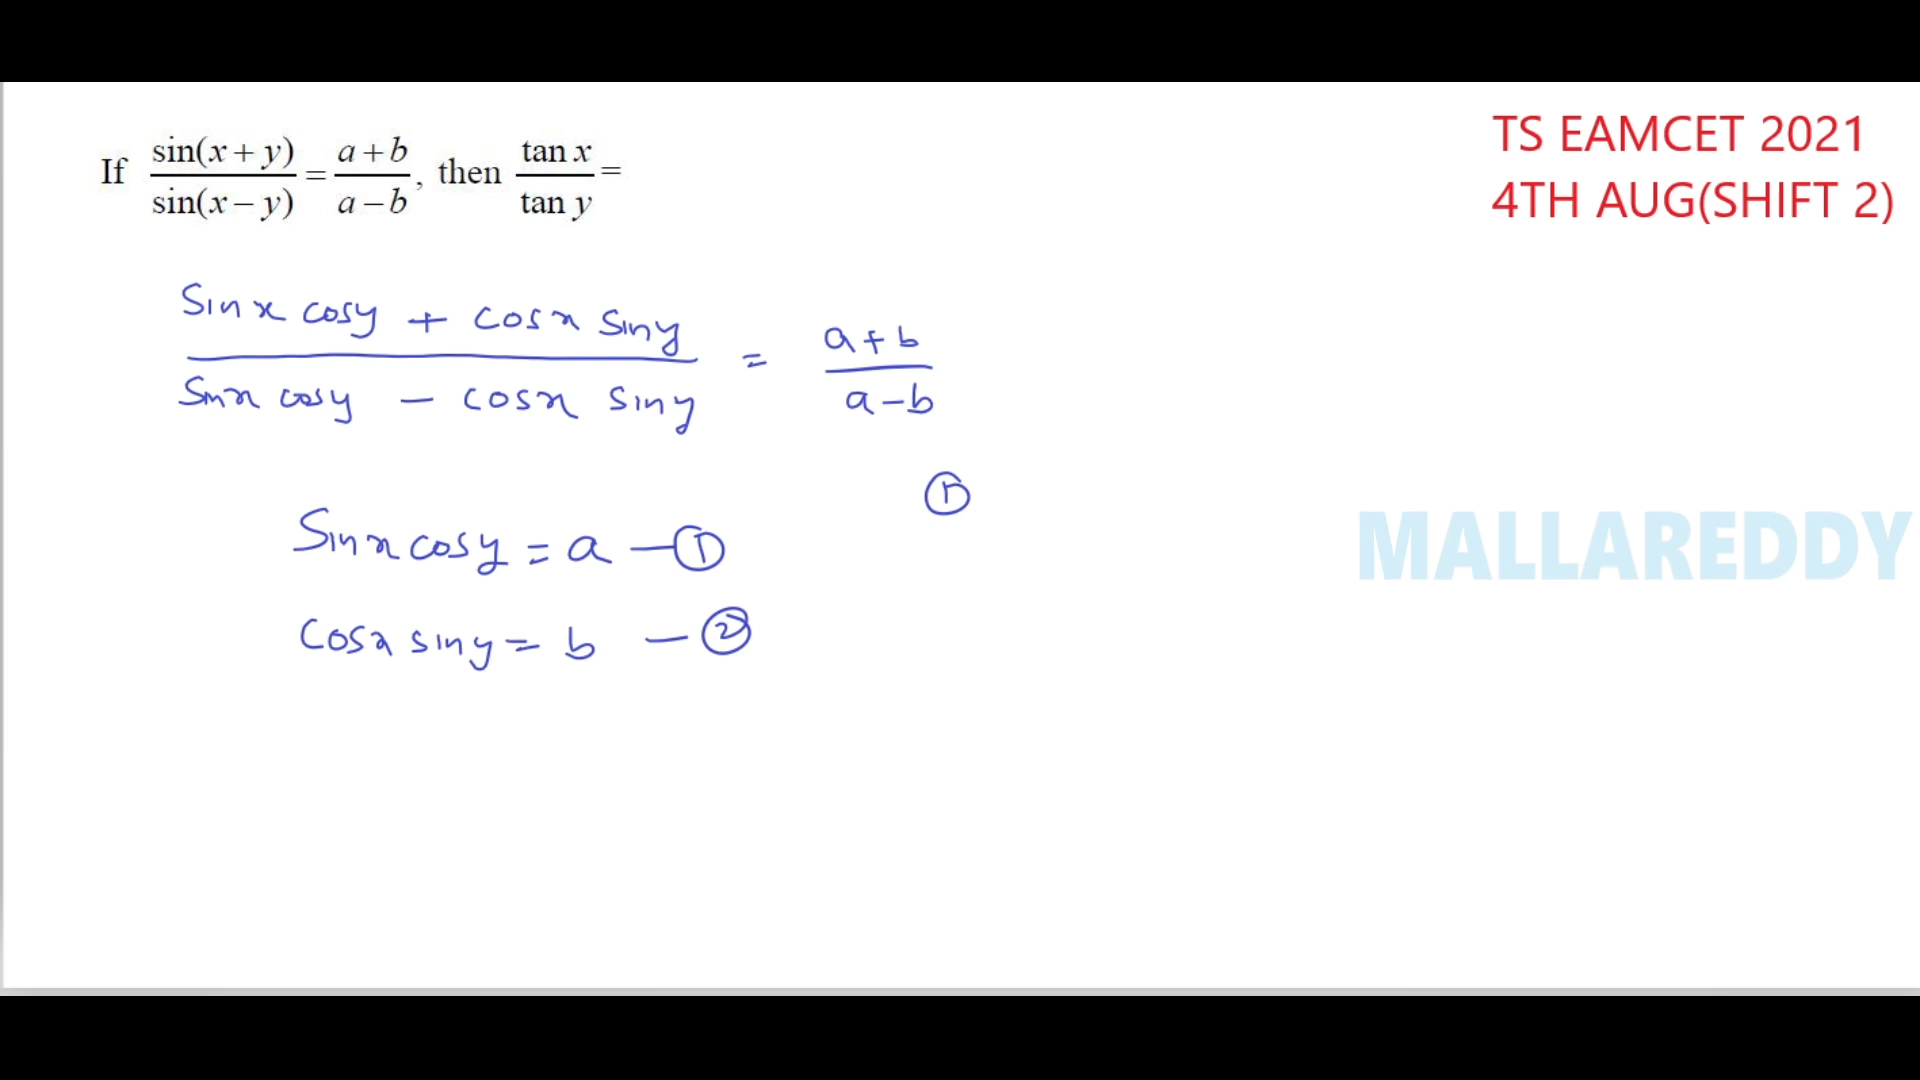 If sin(x+y)/sin(x−y) = a+b/a−b, then tan x/tan y =
TS EAMCET 2021
4TH AUG(SHIFT 2)
Sinx cosy + cosx siny / Sinx cosy − cosx siny = a+b / a−b
①
Sinx cosy = a — ①
MALLAREDDY
cosx siny = b — ②